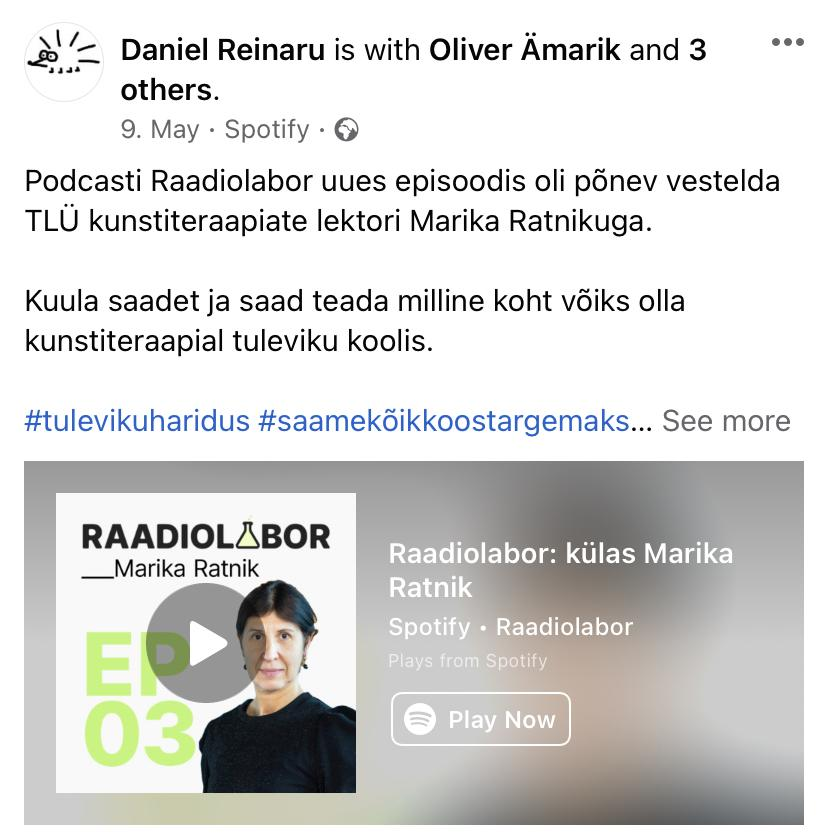 Daniel Reinaru is with Oliver Ämarik and 3
others.
9. May · Spotify ·
Podcasti Raadiolabor uues episoodis oli põnev vestelda
TLÜ kunstiteraapiate lektori Marika Ratnikuga.
Kuula saadet ja saad teada milline koht võiks olla
kunstiteraapial tuleviku koolis.
#tulevikuharidus #saamekõikkoostargemaks... See more
RAADIOLABOR
___Marika Ratnik
EP
03
Raadiolabor: külas Marika
Ratnik
Spotify • Raadiolabor
Plays from Spotify
Play Now